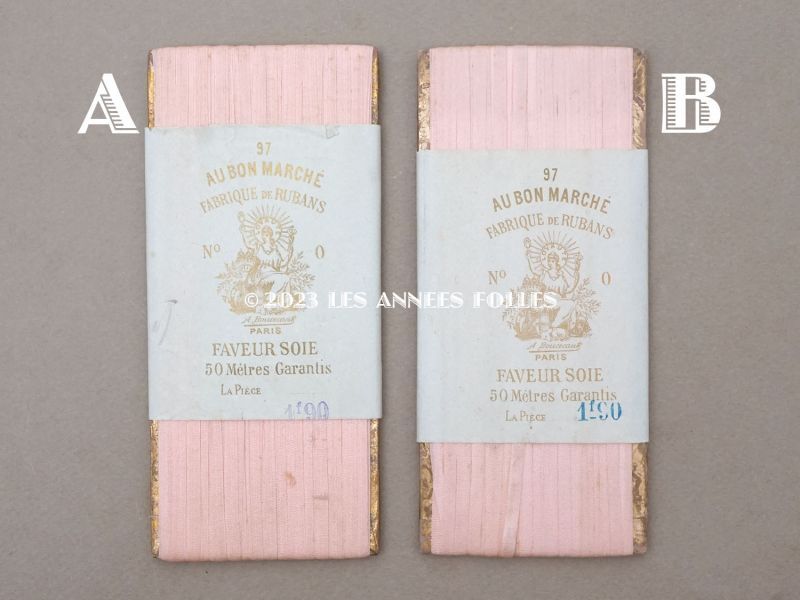 A
97
AU BON MARCHÉ
FABRIQUE DE RUBANS
No 0
A. Boucicaut
PARIS
FAVEUR SOIE
50 Mètres Garantis
LA PIÈCE
1f90
B
97
AU BON MARCHÉ
FABRIQUE DE RUBANS
No 0
A. Boucicaut
PARIS
FAVEUR SOIE
50 Mètres Garantis
LA PIÈCE 1f90
© 2023 LES ANNEES FOLLES